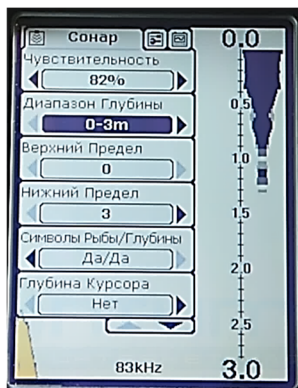 Сонар
Чувствительность
82%
Диапазон Глубины
0-3m
Верхний Предел
0
Нижний Предел
3
Символы Рыбы/Глубины
Да/Да
Глубина Курсора
Нет
83kHz
0.0
0.5
1.0
1.5
2.0
2.5
3.0